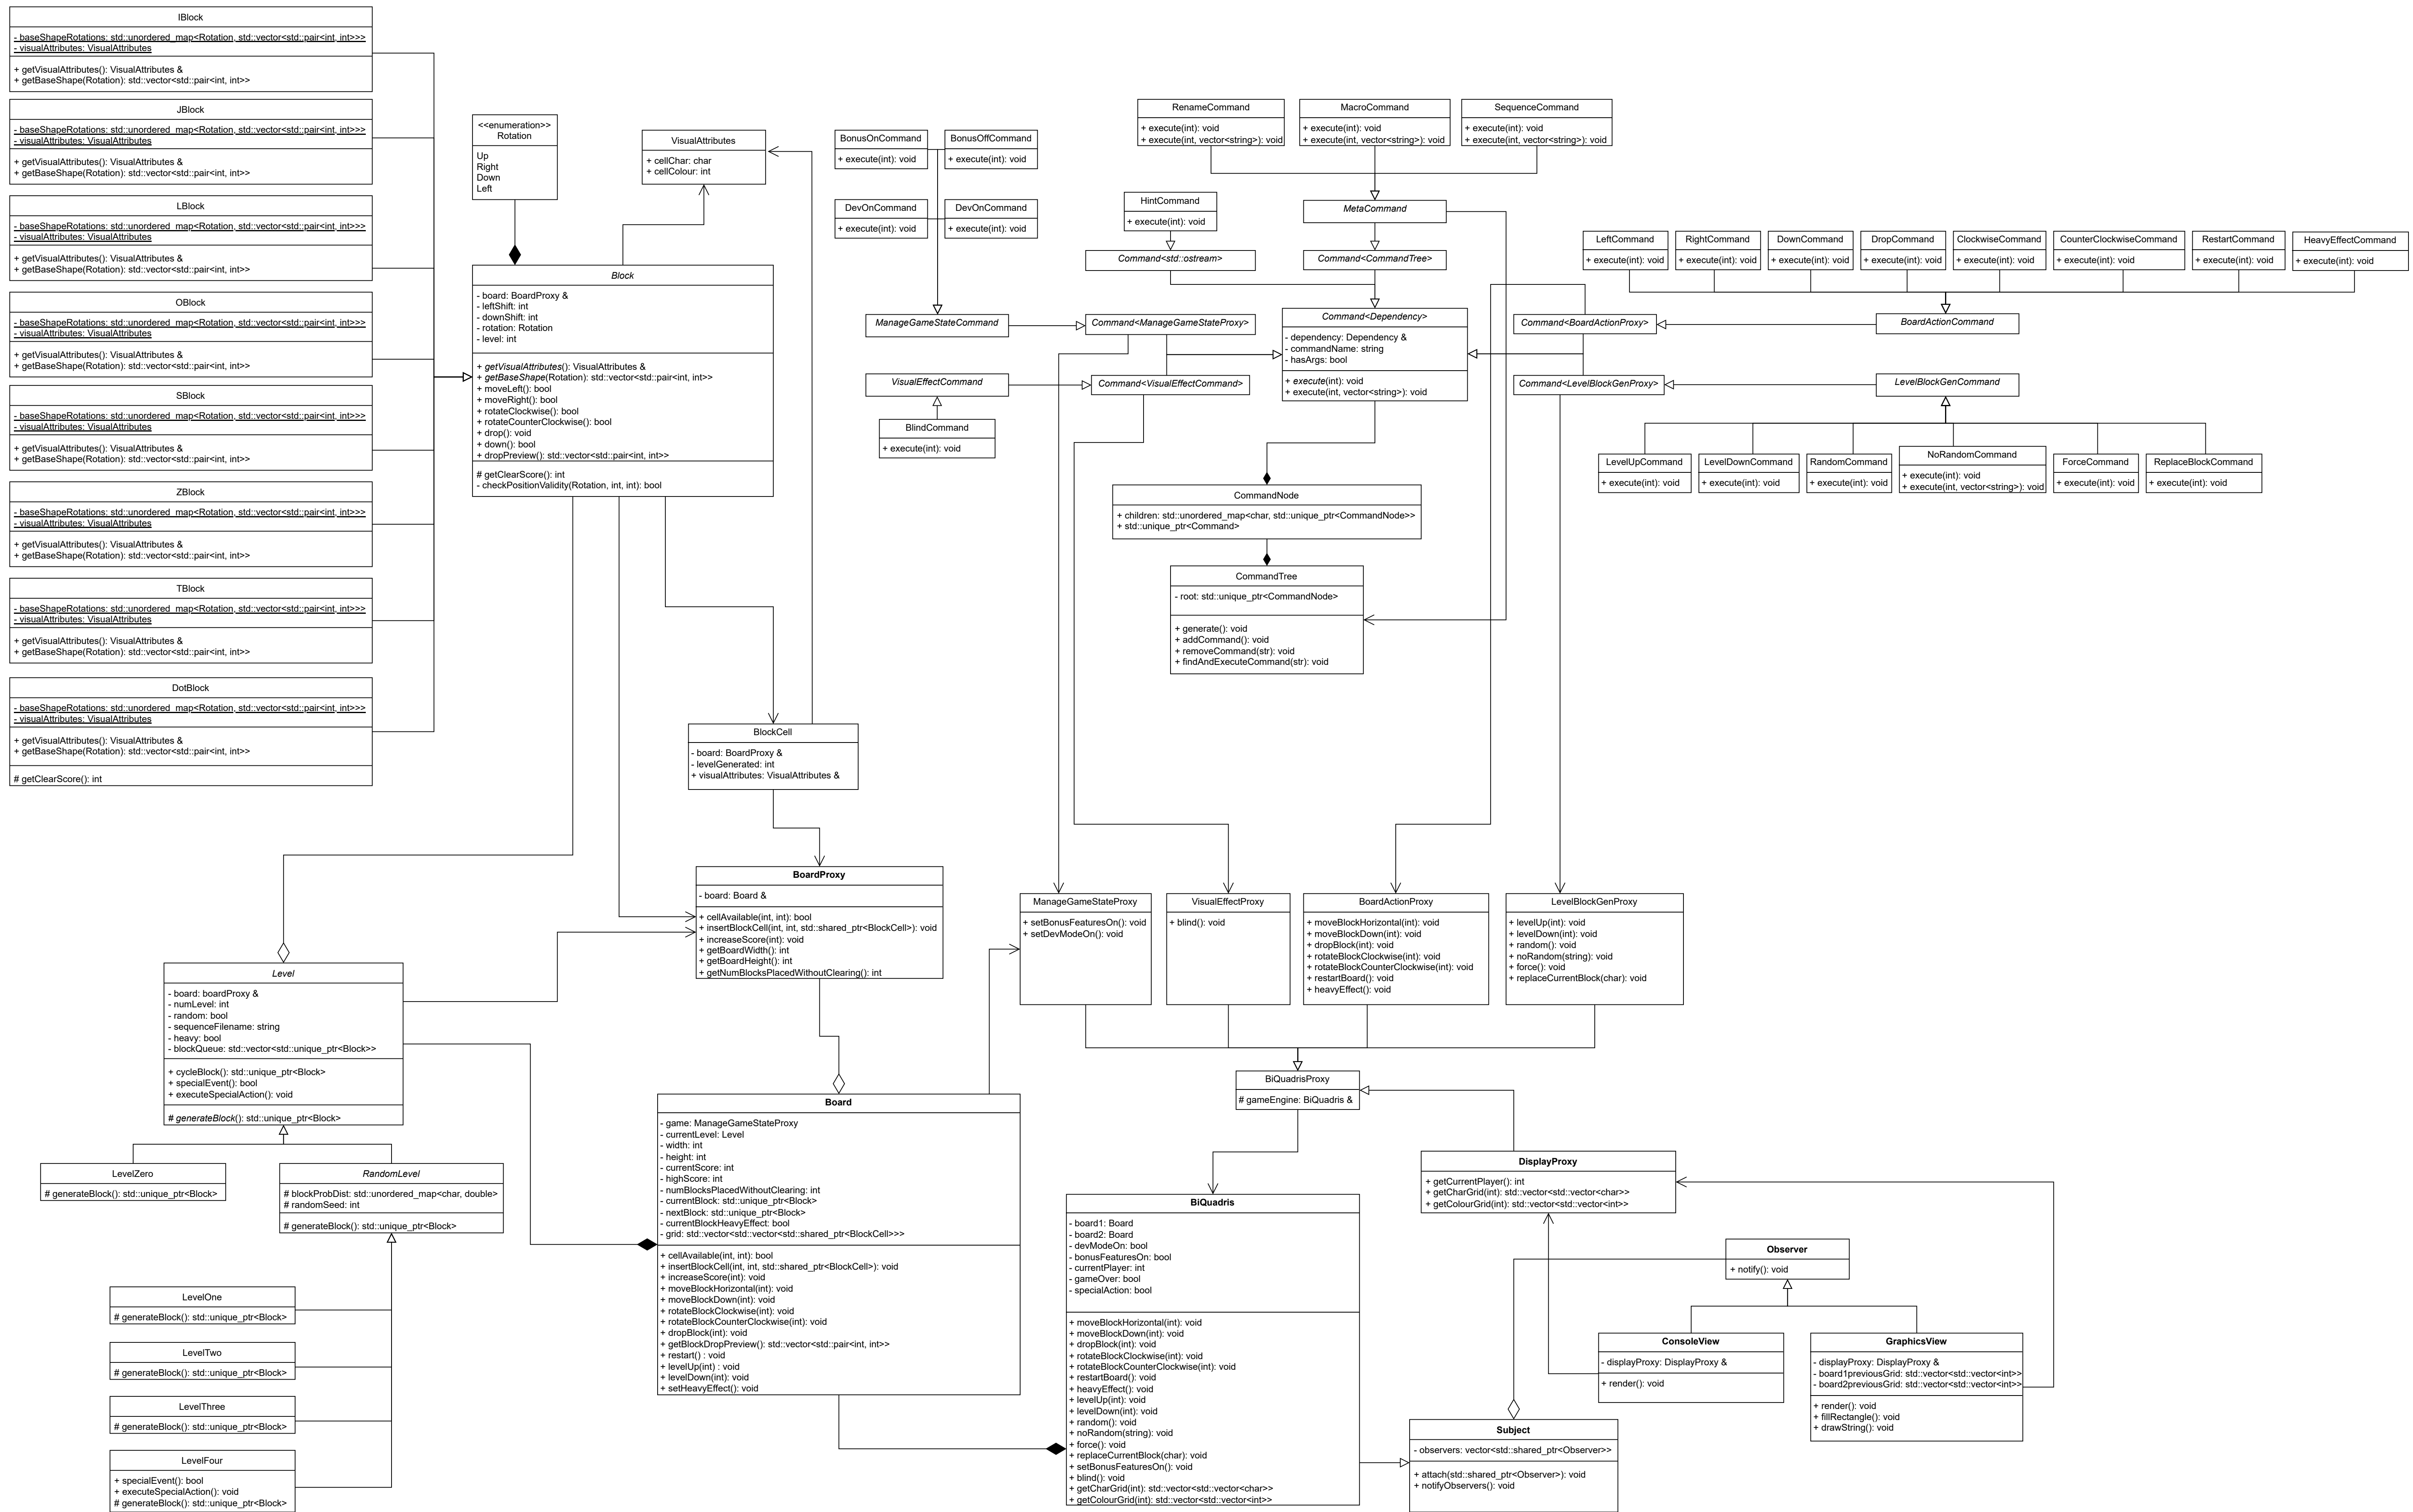 IBlock
- baseShapeRotations: std::unordered_map<Rotation, std::vector<std::pair<int, int>>>
- visualAttributes: VisualAttributes
+ getVisualAttributes(): VisualAttributes &
+ getBaseShape(Rotation): std::vector<std::pair<int, int>>
JBlock
- baseShapeRotations: std::unordered_map<Rotation, std::vector<std::pair<int, int>>>
- visualAttributes: VisualAttributes
+ getVisualAttributes(): VisualAttributes &
+ getBaseShape(Rotation): std::vector<std::pair<int, int>>
LBlock
- baseShapeRotations: std::unordered_map<Rotation, std::vector<std::pair<int, int>>>
- visualAttributes: VisualAttributes
+ getVisualAttributes(): VisualAttributes &
+ getBaseShape(Rotation): std::vector<std::pair<int, int>>
OBlock
- baseShapeRotations: std::unordered_map<Rotation, std::vector<std::pair<int, int>>>
- visualAttributes: VisualAttributes
+ getVisualAttributes(): VisualAttributes &
+ getBaseShape(Rotation): std::vector<std::pair<int, int>>
SBlock
- baseShapeRotations: std::unordered_map<Rotation, std::vector<std::pair<int, int>>>
- visualAttributes: VisualAttributes
+ getVisualAttributes(): VisualAttributes &
+ getBaseShape(Rotation): std::vector<std::pair<int, int>>
ZBlock
- baseShapeRotations: std::unordered_map<Rotation, std::vector<std::pair<int, int>>>
- visualAttributes: VisualAttributes
+ getVisualAttributes(): VisualAttributes &
+ getBaseShape(Rotation): std::vector<std::pair<int, int>>
TBlock
- baseShapeRotations: std::unordered_map<Rotation, std::vector<std::pair<int, int>>>
- visualAttributes: VisualAttributes
+ getVisualAttributes(): VisualAttributes &
+ getBaseShape(Rotation): std::vector<std::pair<int, int>>
DotBlock
- baseShapeRotations: std::unordered_map<Rotation, std::vector<std::pair<int, int>>>
- visualAttributes: VisualAttributes
+ getVisualAttributes(): VisualAttributes &
+ getBaseShape(Rotation): std::vector<std::pair<int, int>>
# getClearScore(): int
<<enumeration>>
Rotation
Up
Right
Down
Left
VisualAttributes
+ cellChar: char
+ cellColour: int
Block
- board: BoardProxy &
- leftShift: int
- downShift: int
- rotation: Rotation
- level: int
+ getVisualAttributes(): VisualAttributes &
+ getBaseShape(Rotation): std::vector<std::pair<int, int>>
+ moveLeft(): bool
+ moveRight(): bool
+ rotateClockwise(): bool
+ rotateCounterClockwise(): bool
+ drop(): void
+ down(): bool
+ dropPreview(): std::vector<std::pair<int, int>>
# getClearScore(): int
- checkPositionValidity(Rotation, int, int): bool
BonusOnCommand
+ execute(int): void
BonusOffCommand
+ execute(int): void
DevOnCommand
+ execute(int): void
DevOnCommand
+ execute(int): void
ManageGameStateCommand
VisualEffectCommand
BlindCommand
+ execute(int): void
RenameCommand
+ execute(int): void
+ execute(int, vector<string>): void
MacroCommand
+ execute(int): void
+ execute(int, vector<string>): void
SequenceCommand
+ execute(int): void
+ execute(int, vector<string>): void
HintCommand
+ execute(int): void
MetaCommand
Command<std::ostream>
Command<CommandTree>
Command<ManageGameStateProxy>
Command<VisualEffectCommand>
Command<Dependency>
- dependency: Dependency &
- commandName: string
- hasArgs: bool
+ execute(int): void
+ execute(int, vector<string>): void
Command<BoardActionProxy>
Command<LevelBlockGenProxy>
LeftCommand
+ execute(int): void
RightCommand
+ execute(int): void
DownCommand
+ execute(int): void
DropCommand
+ execute(int): void
ClockwiseCommand
+ execute(int): void
CounterClockwiseCommand
+ execute(int): void
RestartCommand
+ execute(int): void
HeavyEffectCommand
+ execute(int): void
BoardActionCommand
LevelBlockGenCommand
LevelUpCommand
+ execute(int): void
LevelDownCommand
+ execute(int): void
RandomCommand
+ execute(int): void
NoRandomCommand
+ execute(int): void
+ execute(int, vector<string>): void
ForceCommand
+ execute(int): void
ReplaceBlockCommand
+ execute(int): void
CommandNode
+ children: std::unordered_map<char, std::unique_ptr<CommandNode>>
+ std::unique_ptr<Command>
CommandTree
- root: std::unique_ptr<CommandNode>
+ generate(): void
+ addCommand(): void
+ removeCommand(str): void
+ findAndExecuteCommand(str): void
BlockCell
- board: BoardProxy &
- levelGenerated: int
+ visualAttributes: VisualAttributes &
BoardProxy
- board: Board &
+ cellAvailable(int, int): bool
+ insertBlockCell(int, int, std::shared_ptr<BlockCell>): void
+ increaseScore(int): void
+ getBoardWidth(): int
+ getBoardHeight(): int
+ getNumBlocksPlacedWithoutClearing(): int
ManageGameStateProxy
+ setBonusFeaturesOn(): void
+ setDevModeOn(): void
VisualEffectProxy
+ blind(): void
BoardActionProxy
+ moveBlockHorizontal(int): void
+ moveBlockDown(int): void
+ dropBlock(int): void
+ rotateBlockClockwise(int): void
+ rotateBlockCounterClockwise(int): void
+ restartBoard(): void
+ heavyEffect(): void
LevelBlockGenProxy
+ levelUp(int): void
+ levelDown(int): void
+ random(): void
+ noRandom(string): void
+ force(): void
+ replaceCurrentBlock(char): void
Level
- board: boardProxy &
- numLevel: int
- random: bool
- sequenceFilename: string
- heavy: bool
- blockQueue: std::vector<std::unique_ptr<Block>>
+ cycleBlock(): std::unique_ptr<Block>
+ specialEvent(): bool
+ executeSpecialAction(): void
# generateBlock(): std::unique_ptr<Block>
LevelZero
# generateBlock(): std::unique_ptr<Block>
RandomLevel
# blockProbDist: std::unordered_map<char, double>
# randomSeed: int
# generateBlock(): std::unique_ptr<Block>
LevelOne
# generateBlock(): std::unique_ptr<Block>
LevelTwo
# generateBlock(): std::unique_ptr<Block>
LevelThree
# generateBlock(): std::unique_ptr<Block>
LevelFour
+ specialEvent(): bool
+ executeSpecialAction(): void
# generateBlock(): std::unique_ptr<Block>
Board
- game: ManageGameStateProxy
- currentLevel: Level
- width: int
- height: int
- currentScore: int
- highScore: int
- numBlocksPlacedWithoutClearing: int
- currentBlock: std::unique_ptr<Block>
- nextBlock: std::unique_ptr<Block>
- currentBlockHeavyEffect: bool
- grid: std::vector<std::vector<std::shared_ptr<BlockCell>>>
+ cellAvailable(int, int): bool
+ insertBlockCell(int, int, std::shared_ptr<BlockCell>): void
+ increaseScore(int): void
+ moveBlockHorizontal(int): void
+ moveBlockDown(int): void
+ rotateBlockClockwise(int): void
+ rotateBlockCounterClockwise(int): void
+ dropBlock(int): void
+ getBlockDropPreview(): std::vector<std::pair<int, int>>
+ restart() : void
+ levelUp(int) : void
+ levelDown(int): void
+ setHeavyEffect(): void
BiQuadrisProxy
# gameEngine: BiQuadris &
BiQuadris
- board1: Board
- board2: Board
- devModeOn: bool
- bonusFeaturesOn: bool
- currentPlayer: int
- gameOver: bool
- specialAction: bool
+ moveBlockHorizontal(int): void
+ moveBlockDown(int): void
+ dropBlock(int): void
+ rotateBlockClockwise(int): void
+ rotateBlockCounterClockwise(int): void
+ restartBoard(): void
+ heavyEffect(): void
+ levelUp(int): void
+ levelDown(int): void
+ random(): void
+ noRandom(string): void
+ force(): void
+ replaceCurrentBlock(char): void
+ setBonusFeaturesOn(): void
+ blind(): void
+ getCharGrid(int): std::vector<std::vector<char>>
+ getColourGrid(int): std::vector<std::vector<int>>
DisplayProxy
+ getCurrentPlayer(): int
+ getCharGrid(int): std::vector<std::vector<char>>
+ getColourGrid(int): std::vector<std::vector<int>>
Observer
+ notify(): void
ConsoleView
- displayProxy: DisplayProxy &
+ render(): void
GraphicsView
- displayProxy: DisplayProxy &
- board1previousGrid: std::vector<std::vector<int>>
- board2previousGrid: std::vector<std::vector<int>>
+ render(): void
+ fillRectangle(): void
+ drawString(): void
Subject
- observers: vector<std::shared_ptr<Observer>>
+ attach(std::shared_ptr<Observer>): void
+ notifyObservers(): void